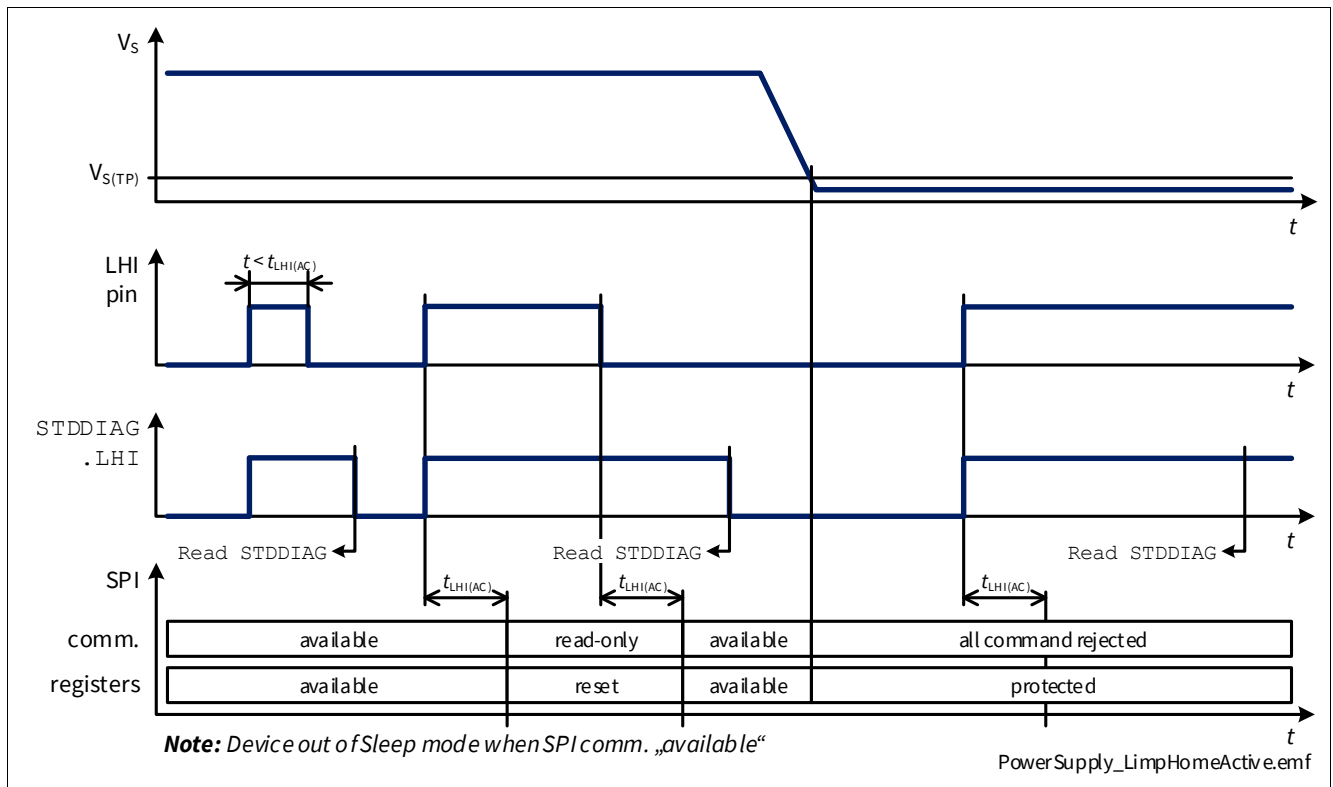 VS
VS(TP)
t
LHI
pin
t < tLHI(AC)
t
STDDIAG
.LHI
Read STDDIAG
Read STDDIAG
Read STDDIAG
t
SPI
tLHI(AC)
tLHI(AC)
tLHI(AC)
comm.
available
read-only
available
all command rejected
registers
available
reset
available
protected
t
Note: Device out of Sleep mode when SPI comm. „available“
PowerSupply_LimpHomeActive.emf